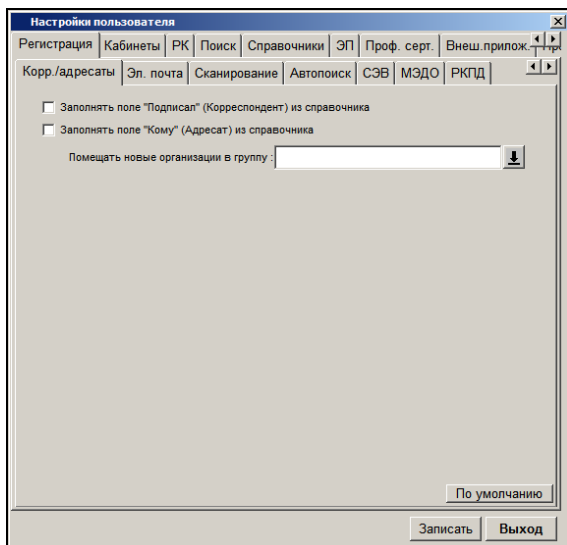 Настройки пользователя
Регистрация Кабинеты РК Поиск Справочники ЭП Проф. серт. Внеш.прилож.
Корр./адресаты Эл. почта Сканирование Автопоиск СЭВ МЭДО РКПД
Заполнять поле "Подписал" (Корреспондент) из справочника
Заполнять поле "Кому" (Адресат) из справочника
Помещать новые организации в группу :
По умолчанию
Записать Выход